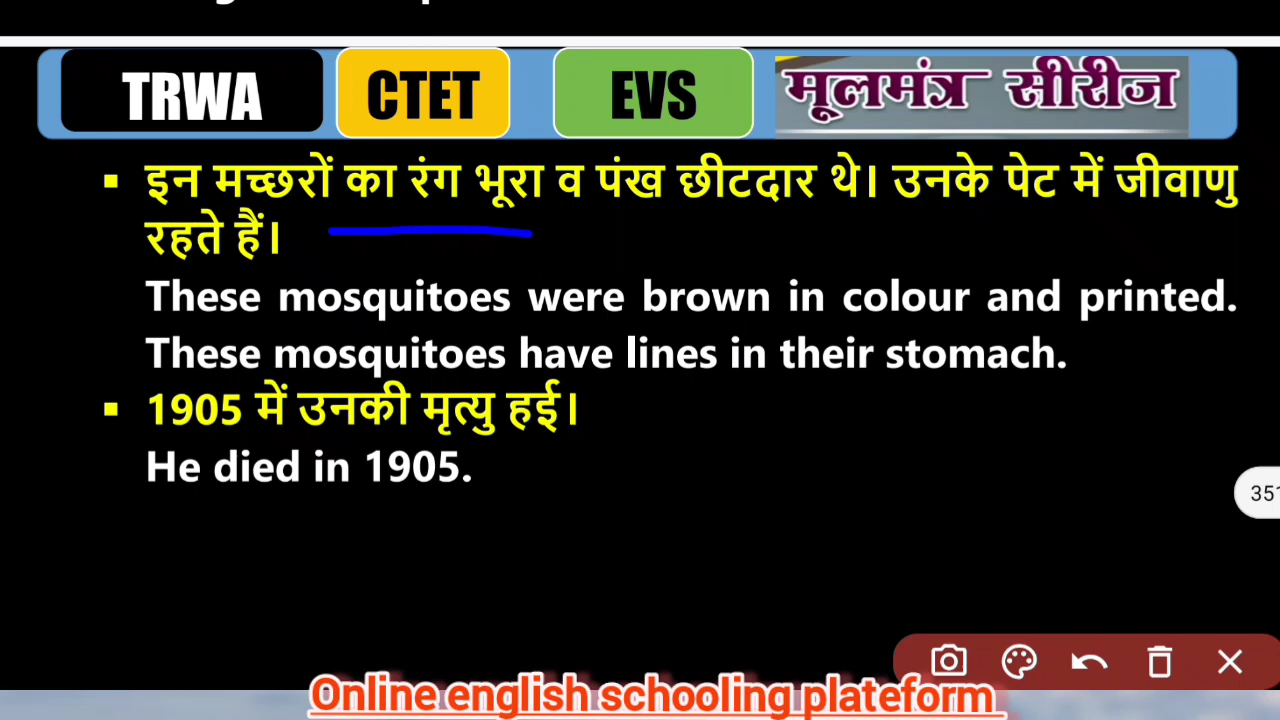 TRWA CTET EVS मूलमंत्र सीरीज
▪ इन मच्छरों का रंग भूरा व पंख छीटदार थे। उनके पेट में जीवाणु
रहते हैं।
These mosquitoes were brown in colour and printed.
These mosquitoes have lines in their stomach.
▪ 1905 में उनकी मृत्यु हई।
He died in 1905.
351
Online english schooling plateform